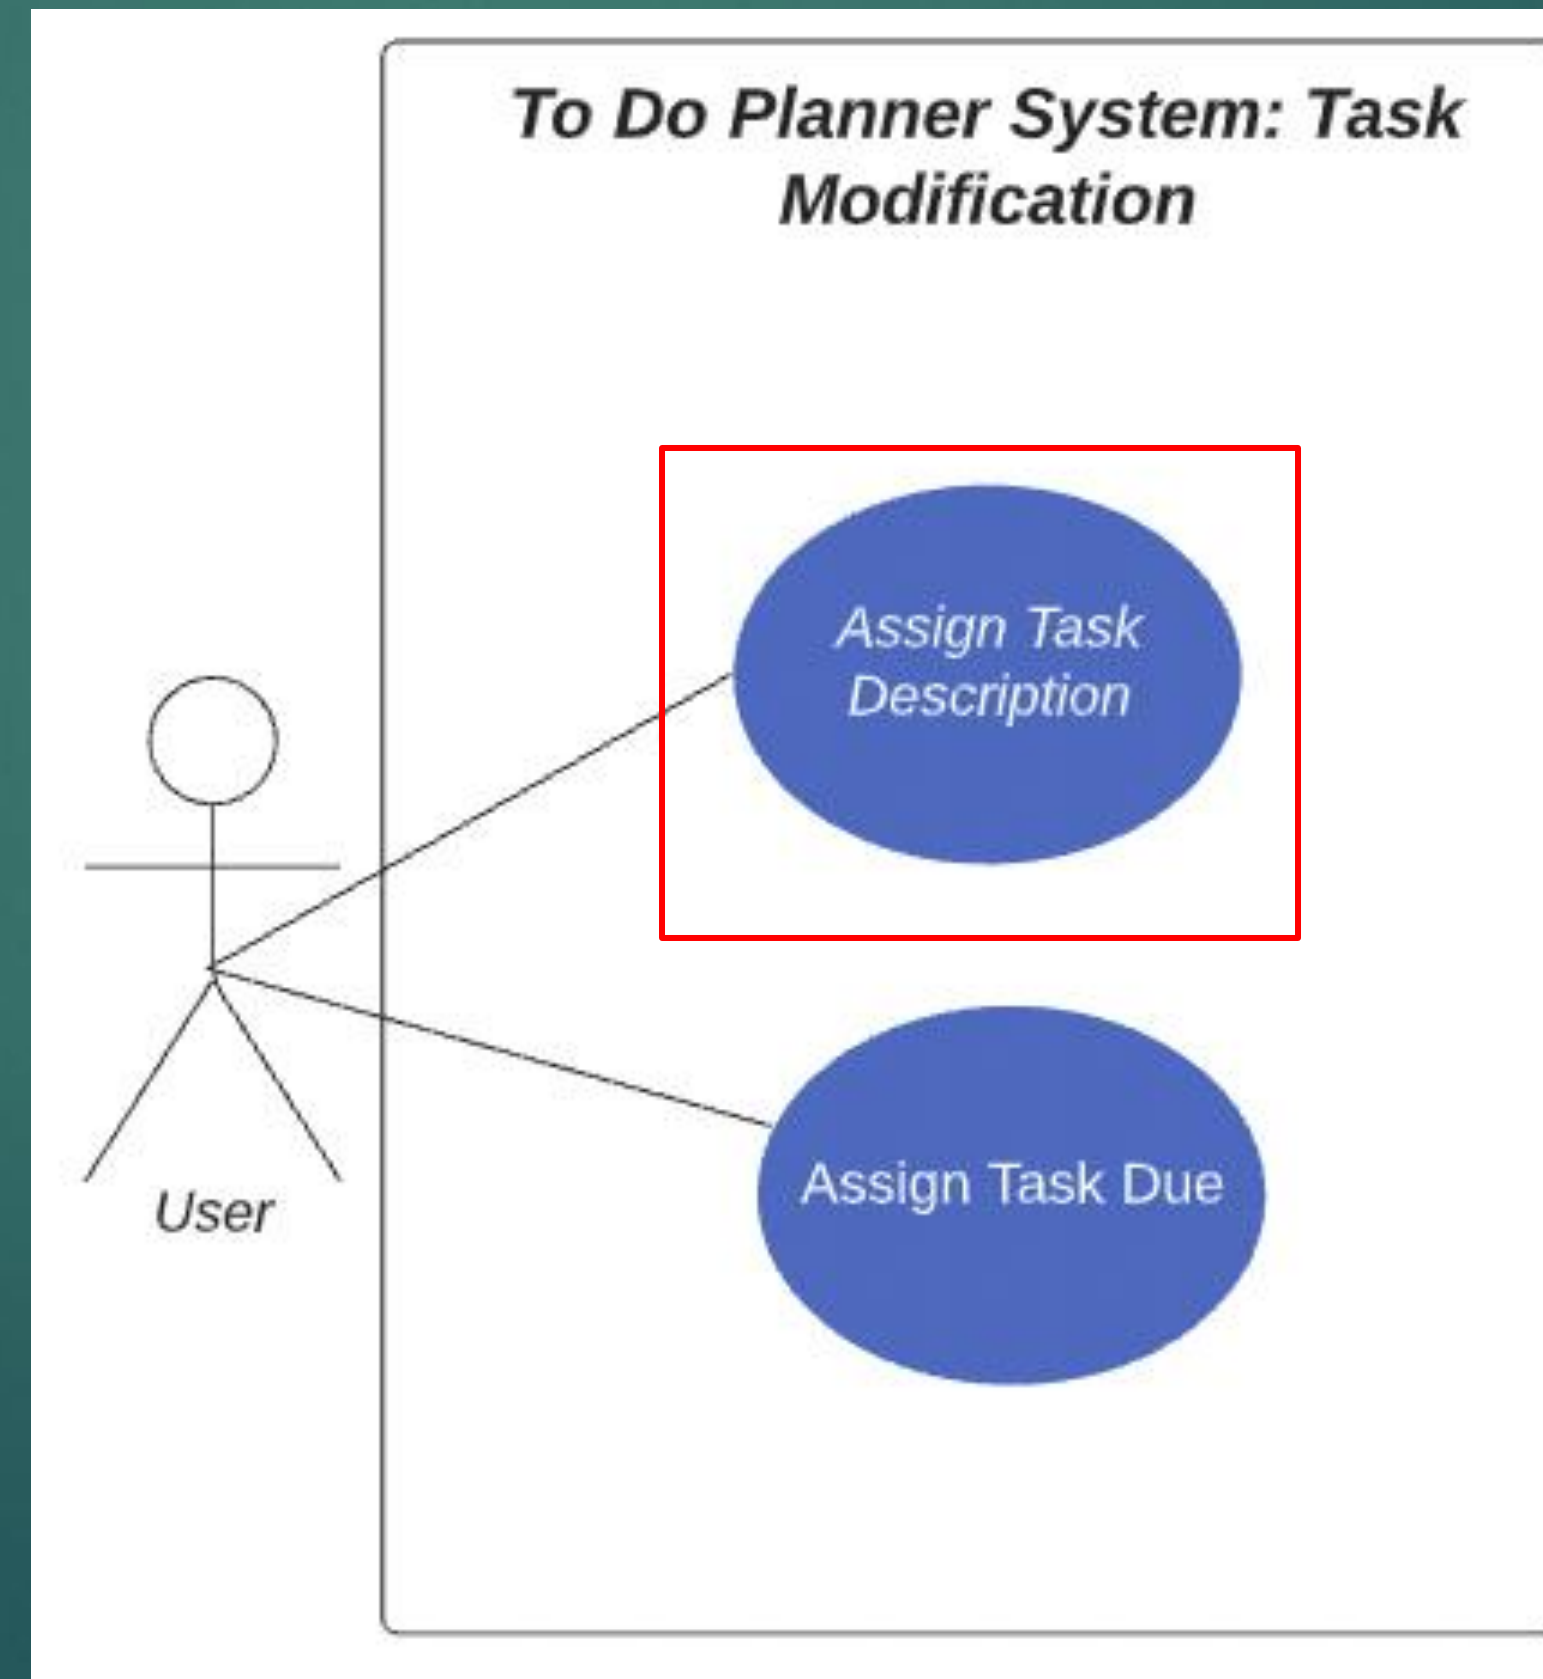 To Do Planner System: Task
Modification
Assign Task
Description
Assign Task Due
User